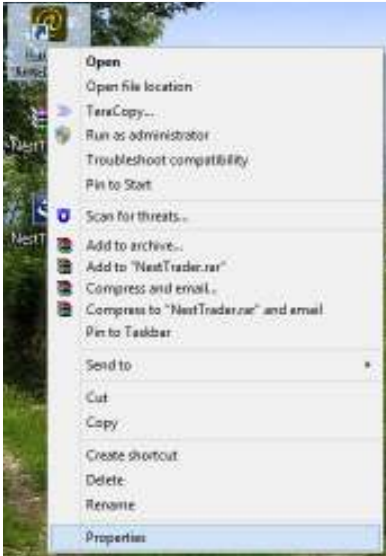 Open
Open file location
TeraCopy...
Run as administrator
Troubleshoot compatibility
Pin to Start
Scan for threats...
Add to archive...
Add to "NestTrader.rar"
Compress and email...
Compress to "NestTrader.rar" and email
Pin to Taskbar
Send to
Cut
Copy
Create shortcut
Delete
Rename
Properties